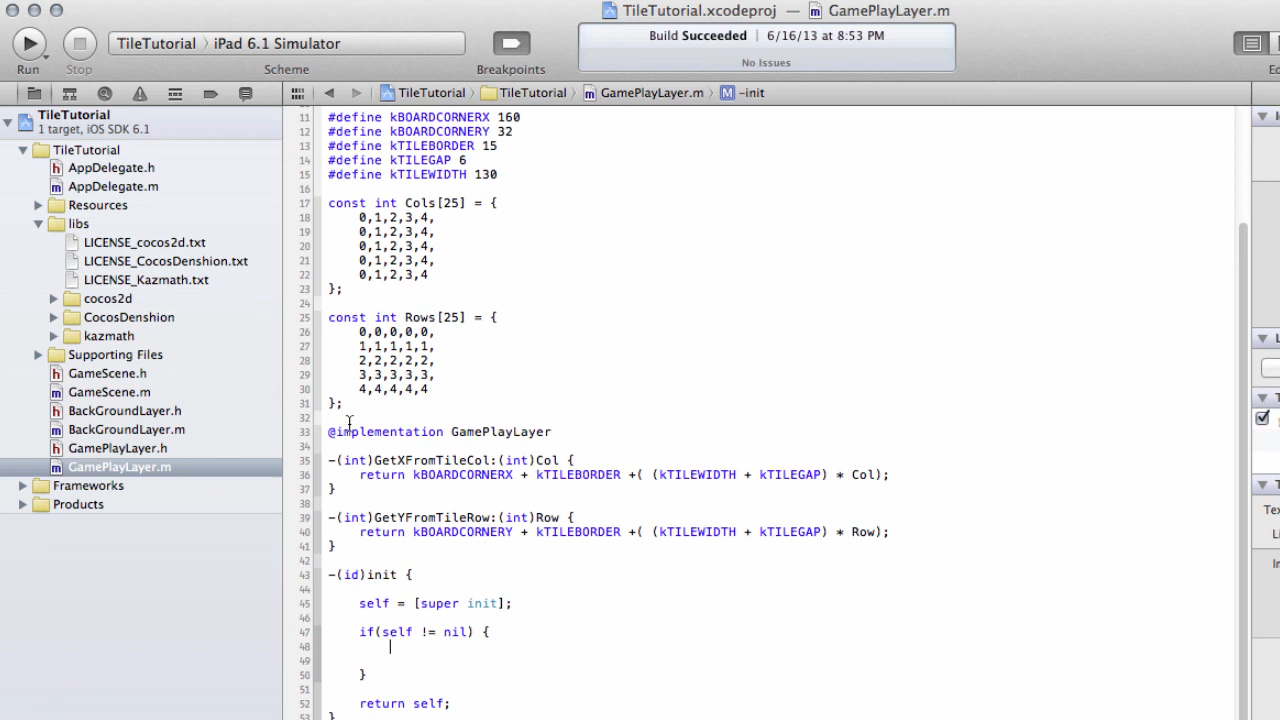 TileTutorial.xcodeproj — GamePlayLayer.m
TileTutorial › iPad 6.1 Simulator
Build Succeeded | 6/16/13 at 8:53 PM
No Issues
Run
Stop
Scheme
Breakpoints
TileTutorial › TileTutorial › GamePlayLayer.m › M -init
TileTutorial
1 target, iOS SDK 6.1
TileTutorial
h AppDelegate.h
m AppDelegate.m
Resources
libs
LICENSE_cocos2d.txt
LICENSE_CocosDenshion.txt
LICENSE_Kazmath.txt
cocos2d
CocosDenshion
kazmath
Supporting Files
h GameScene.h
m GameScene.m
h BackGroundLayer.h
m BackGroundLayer.m
h GamePlayLayer.h
m GamePlayLayer.m
Frameworks
Products
11 #define kBOARDCORNERX 160
12 #define kBOARDCORNERY 32
13 #define kTILEBORDER 15
14 #define kTILEGAP 6
15 #define kTILEWIDTH 130
16
17 const int Cols[25] = {
18 0,1,2,3,4,
19 0,1,2,3,4,
20 0,1,2,3,4,
21 0,1,2,3,4,
22 0,1,2,3,4
23 };
24
25 const int Rows[25] = {
26 0,0,0,0,0,
27 1,1,1,1,1,
28 2,2,2,2,2,
29 3,3,3,3,3,
30 4,4,4,4,4
31 };
32
33 @implementation GamePlayLayer
34
35 -(int)GetXFromTileCol:(int)Col {
36 return kBOARDCORNERX + kTILEBORDER +( (kTILEWIDTH + kTILEGAP) * Col);
37 }
38
39 -(int)GetYFromTileRow:(int)Row {
40 return kBOARDCORNERY + kTILEBORDER +( (kTILEWIDTH + kTILEGAP) * Row);
41 }
42
43 -(id)init {
44
45 self = [super init];
46
47 if(self != nil) {
48
49
50 }
51
52 return self;
53 }